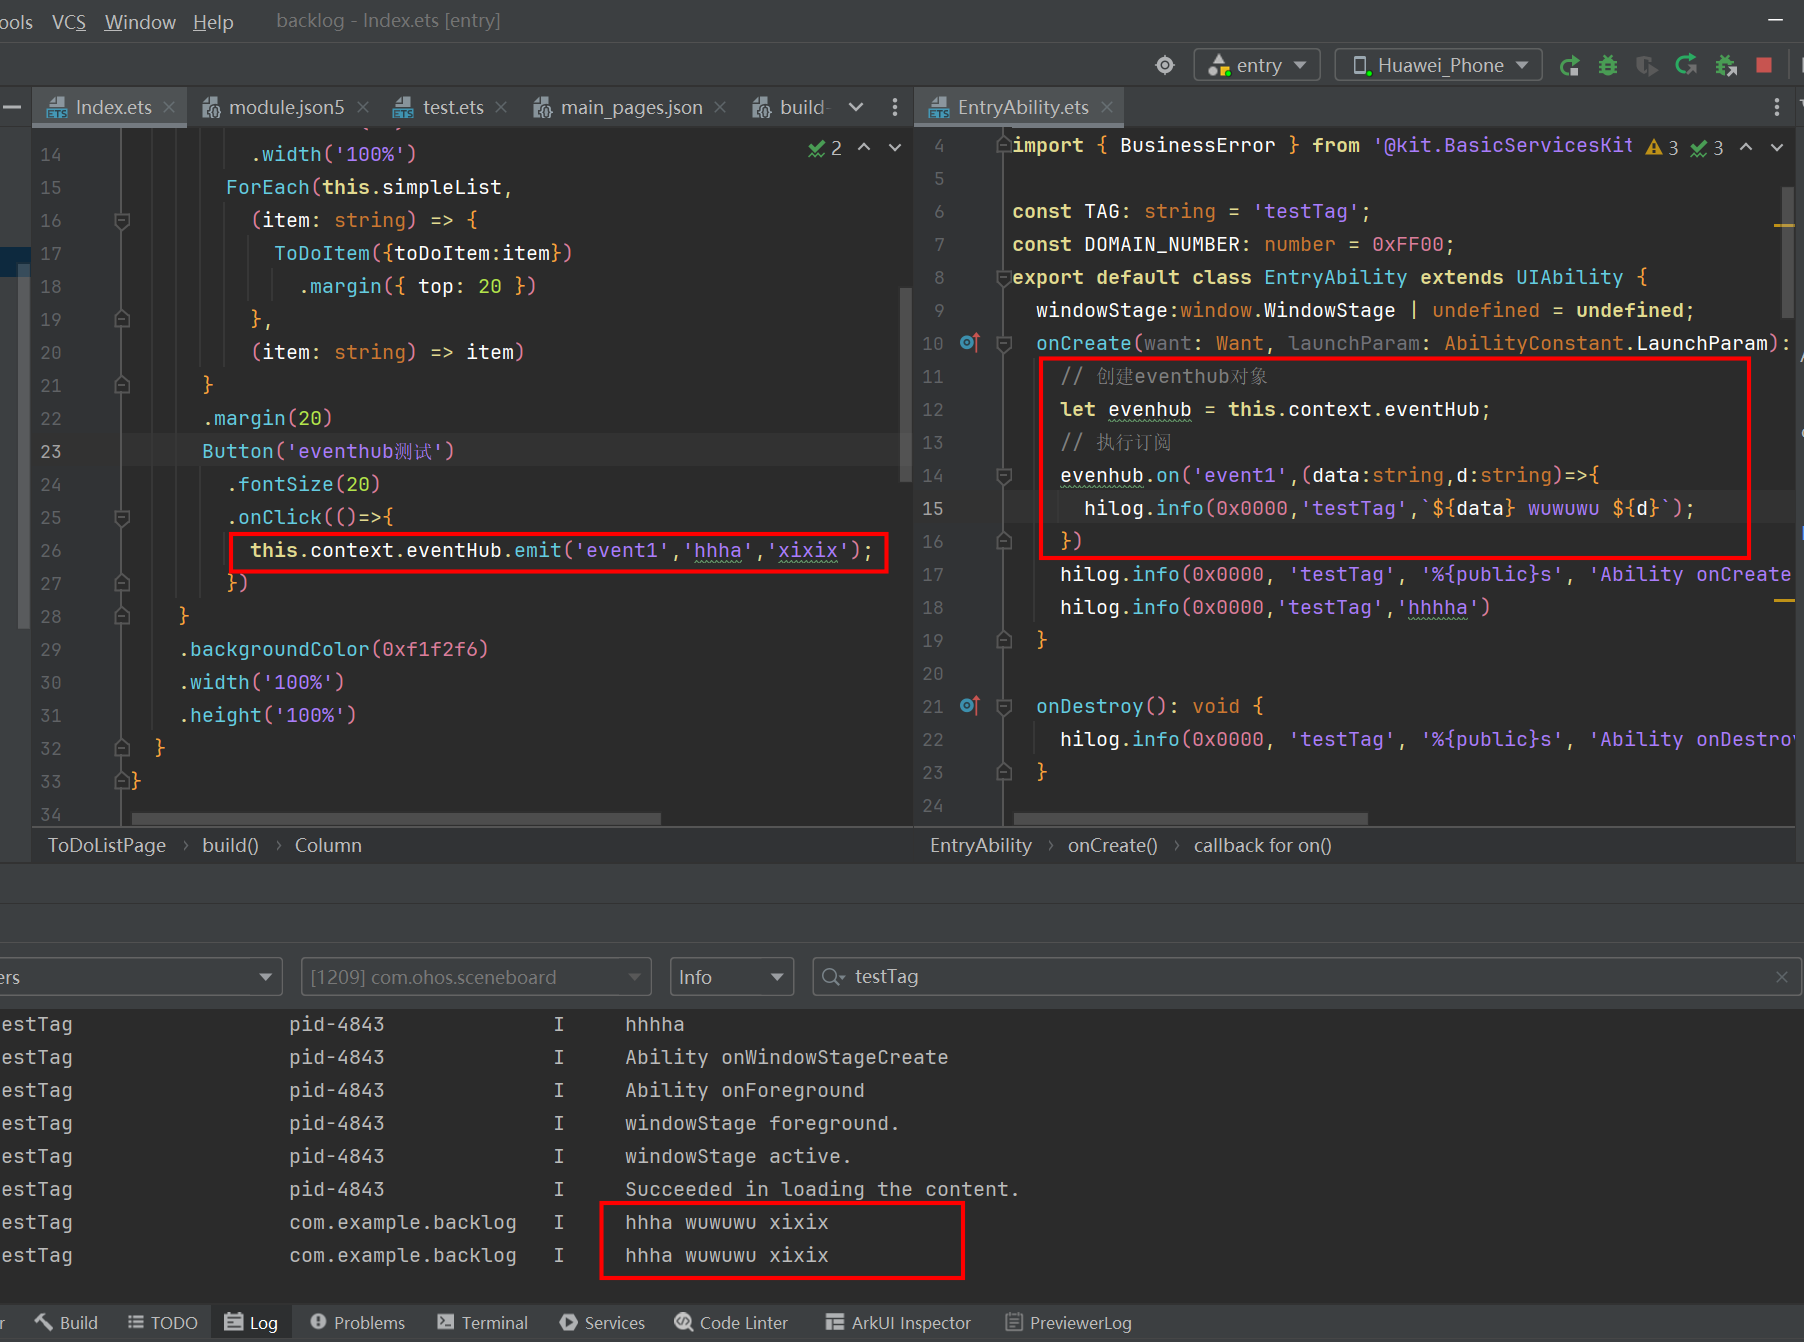 ools VCS Window Help backlog - Index.ets [entry]
entry Huawei_Phone
Index.ets module.json5 test.ets main_pages.json build- EntryAbility.ets
14 .width('100%')
15 ForEach(this.simpleList,
16 (item: string) => {
17 ToDoItem({toDoItem:item})
18 .margin({ top: 20 })
19 },
20 (item: string) => item)
21 }
22 .margin(20)
23 Button('eventhub测试')
24 .fontSize(20)
25 .onClick(()=>{
26 this.context.eventHub.emit('event1','hhha','xixix');
27 })
28 }
29 .backgroundColor(0xf1f2f6)
30 .width('100%')
31 .height('100%')
32 }
33 }
34
2
ToDoListPage › build() › Column
4 import { BusinessError } from '@kit.BasicServicesKit
3 3
5
6 const TAG: string = 'testTag';
7 const DOMAIN_NUMBER: number = 0xFF00;
8 export default class EntryAbility extends UIAbility {
9 windowStage:window.WindowStage | undefined = undefined;
10 onCreate(want: Want, launchParam: AbilityConstant.LaunchParam):
11 // 创建eventhub对象
12 let evenhub = this.context.eventHub;
13 // 执行订阅
14 evenhub.on('event1',(data:string,d:string)=>{
15 hilog.info(0x0000,'testTag',`${data} wuwuwu ${d}`);
16 })
17 hilog.info(0x0000, 'testTag', '%{public}s', 'Ability onCreate
18 hilog.info(0x0000,'testTag','hhhha')
19 }
20
21 onDestroy(): void {
22 hilog.info(0x0000, 'testTag', '%{public}s', 'Ability onDestroy
23 }
24
EntryAbility › onCreate() › callback for on()
ers [1209] com.ohos.sceneboard Info testTag
estTag pid-4843 I hhhha
estTag pid-4843 I Ability onWindowStageCreate
estTag pid-4843 I Ability onForeground
estTag pid-4843 I windowStage foreground.
estTag pid-4843 I windowStage active.
estTag pid-4843 I Succeeded in loading the content.
estTag com.example.backlog I hhha wuwuwu xixix
estTag com.example.backlog I hhha wuwuwu xixix
r Build TODO Log Problems Terminal Services Code Linter ArkUI Inspector PreviewerLog